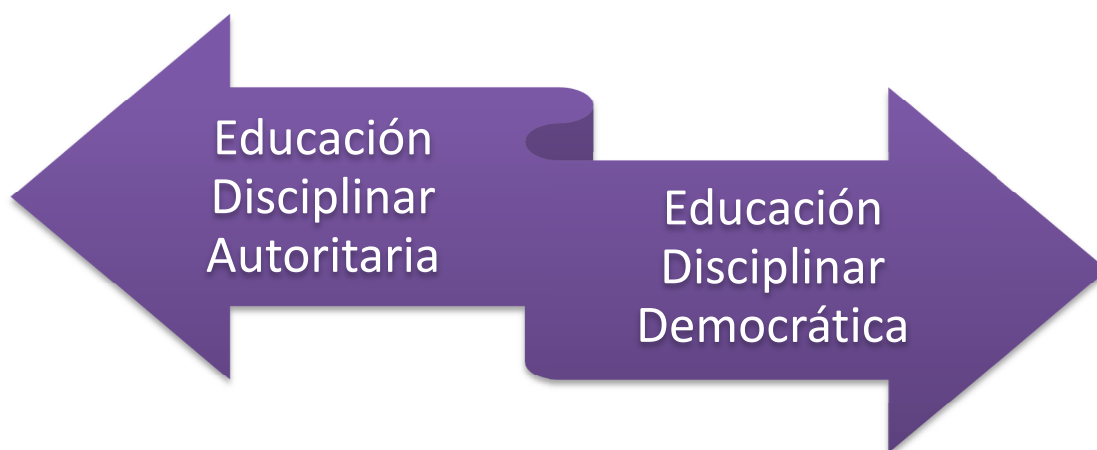 Educación
Disciplinar
Autoritaria
Educación
Disciplinar
Democrática